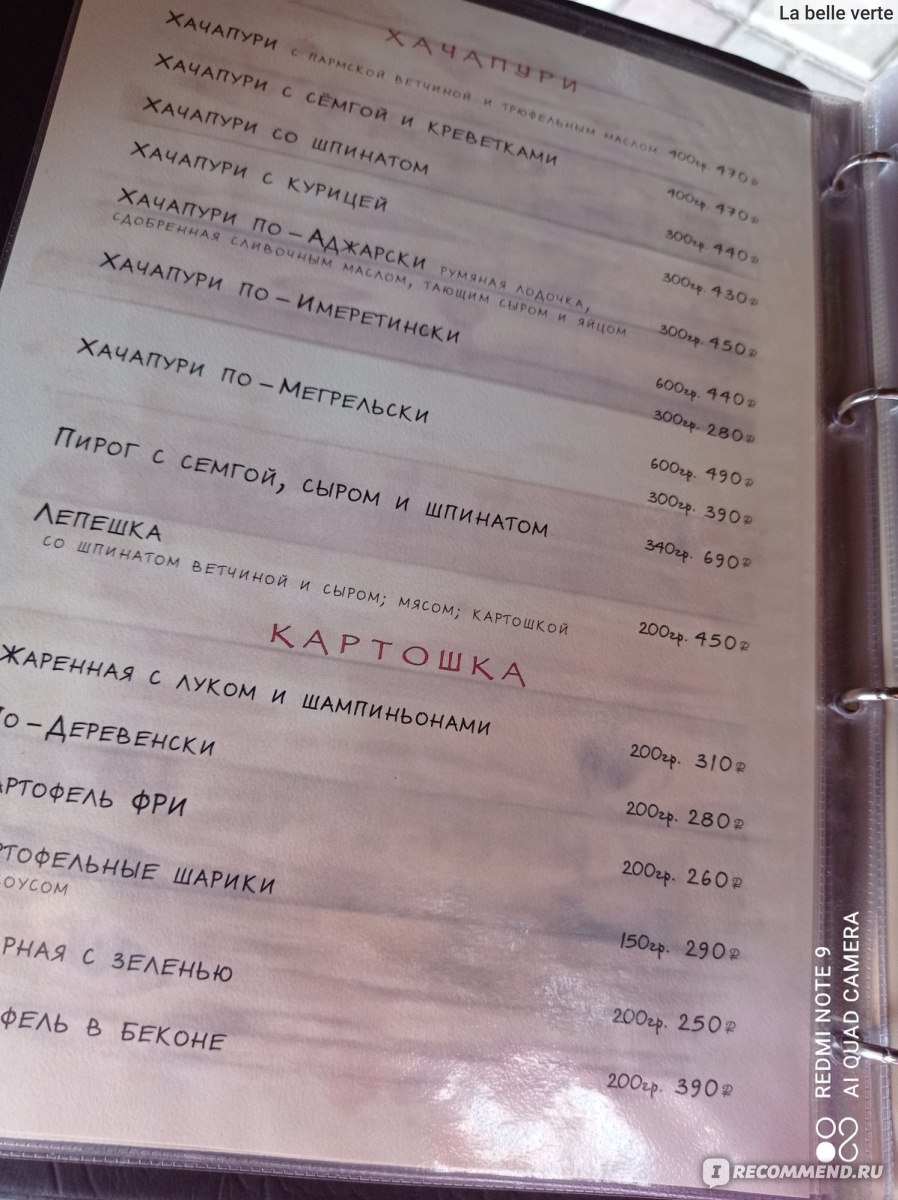 La belle verte
ХАЧАПУРИ
ХАЧАПУРИ С ПАРМСКОЙ ВЕТЧИНОЙ И ТРЮФЕЛЬНЫМ МАСЛОМ 400гр. 470₽
ХАЧАПУРИ С СЁМГОЙ И КРЕВЕТКАМИ 400гр. 470₽
ХАЧАПУРИ СО ШПИНАТОМ 300гр. 440₽
ХАЧАПУРИ С КУРИЦЕЙ 300гр. 430₽
ХАЧАПУРИ ПО-АДЖАРСКИ РУМЯНАЯ ЛОДОЧКА,
СДОБРЕННАЯ СЛИВОЧНЫМ МАСЛОМ, ТАЮЩИМ СЫРОМ И ЯЙЦОМ 300гр. 450₽
ХАЧАПУРИ ПО-ИМЕРЕТИНСКИ 600гр. 440₽
300гр. 280₽
ХАЧАПУРИ ПО-МЕГРЕЛЬСКИ 600гр. 490₽
300гр. 390₽
ПИРОГ С СЕМГОЙ, СЫРОМ И ШПИНАТОМ 340гр. 690₽
ЛЕПЕШКА
СО ШПИНАТОМ ВЕТЧИНОЙ И СЫРОМ; МЯСОМ; КАРТОШКОЙ 200гр. 450₽
КАРТОШКА
ЖАРЕННАЯ С ЛУКОМ И ШАМПИНЬОНАМИ 200гр. 310₽
ПО-ДЕРЕВЕНСКИ 200гр. 280₽
АРТОФЕЛЬ ФРИ 200гр. 260₽
РТОФЕЛЬНЫЕ ШАРИКИ 150гр. 290₽
ОУСОМ
РНАЯ С ЗЕЛЕНЬЮ 200гр. 250₽
ФЕЛЬ В БЕКОНЕ 200гр. 390₽
REDMI NOTE 9
AI QUAD CAMERA
IRECOMMEND.RU